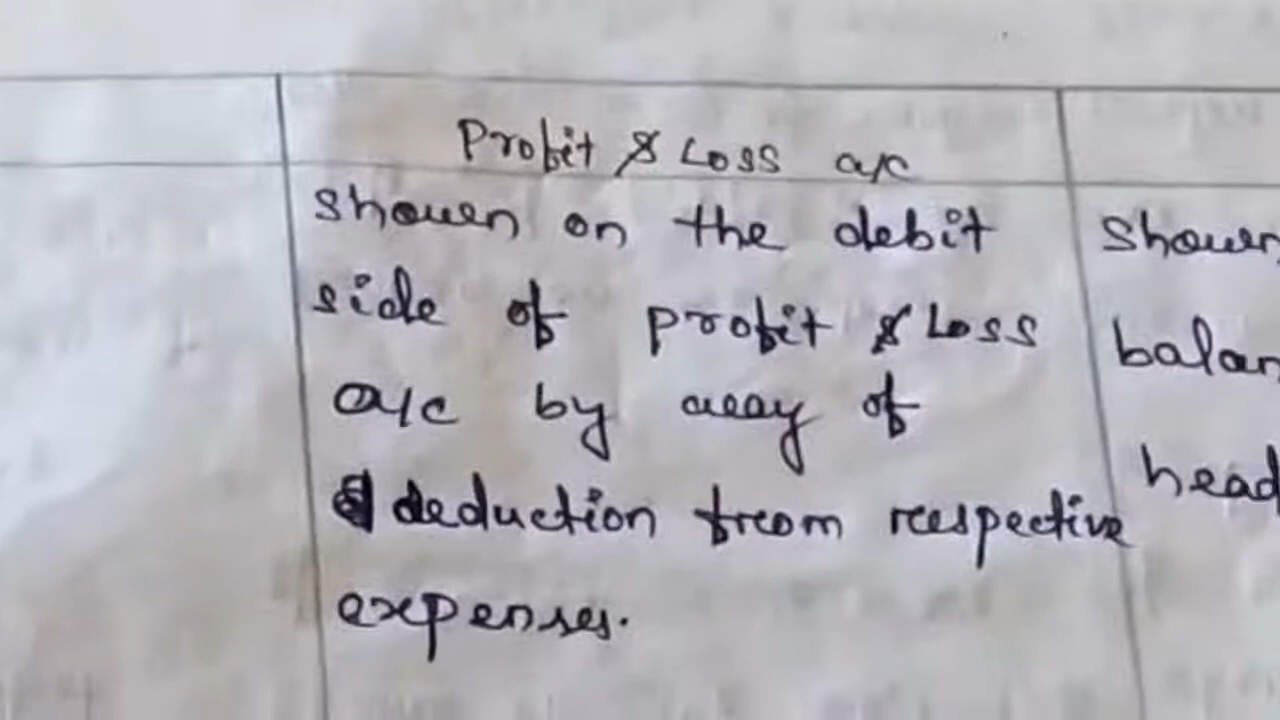 Profit & Loss a/c
shown on the debit
side of profit & Loss
a/c by way of
deduction from respective
expenses.
shown
balan
head